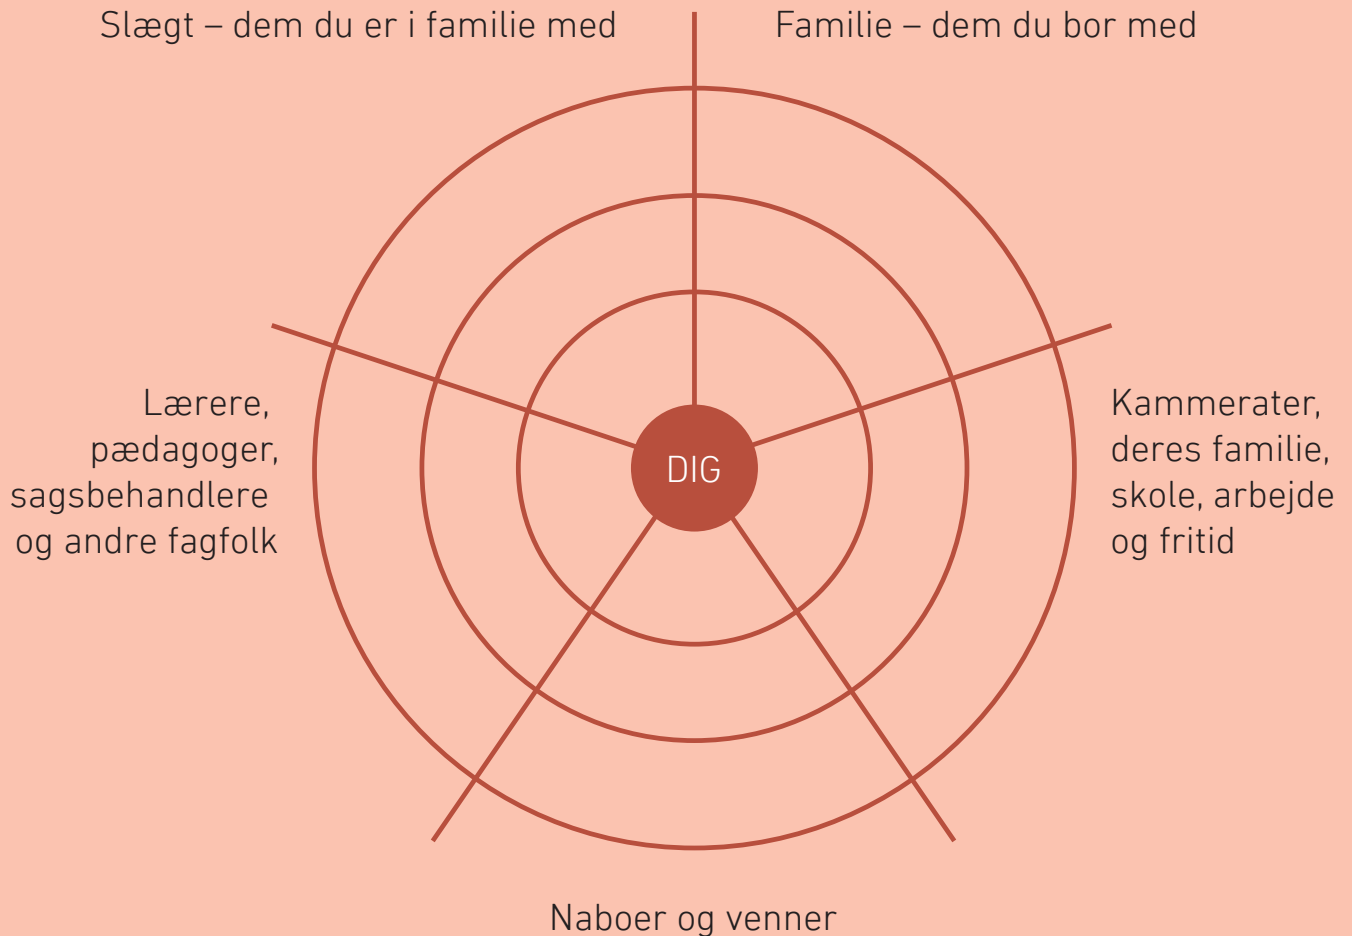 Slægt – dem du er i familie med
Familie – dem du bor med
Lærere,
pædagoger,
sagsbehandlere
og andre fagfolk
DIG
Kammerater,
deres familie,
skole, arbejde
og fritid
Naboer og venner